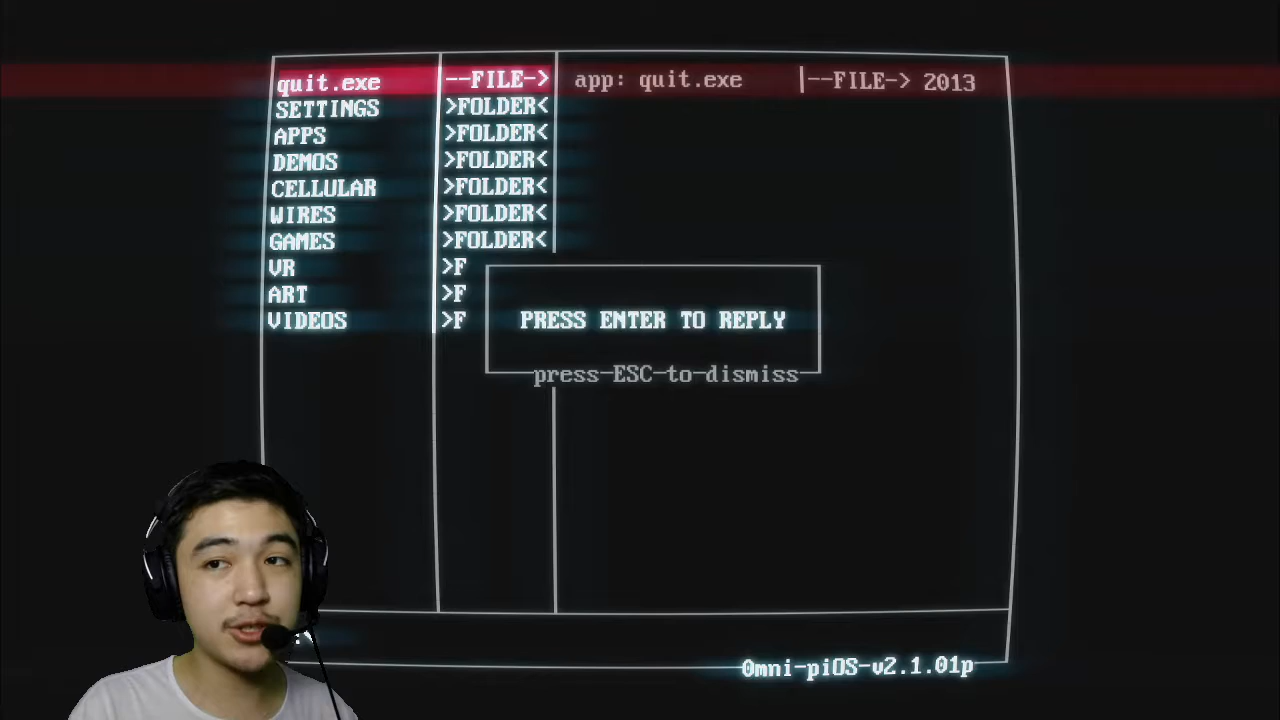 quit.exe --FILE-> app: quit.exe |--FILE-> 2013
SETTINGS >FOLDER<
APPS >FOLDER<
DEMOS >FOLDER<
CELLULAR >FOLDER<
WIRES >FOLDER<
GAMES >FOLDER<
VR >F
ART >F
VIDEOS >F
PRESS ENTER TO REPLY
press-ESC-to-dismiss
0mni-piOS-v2.1.01p